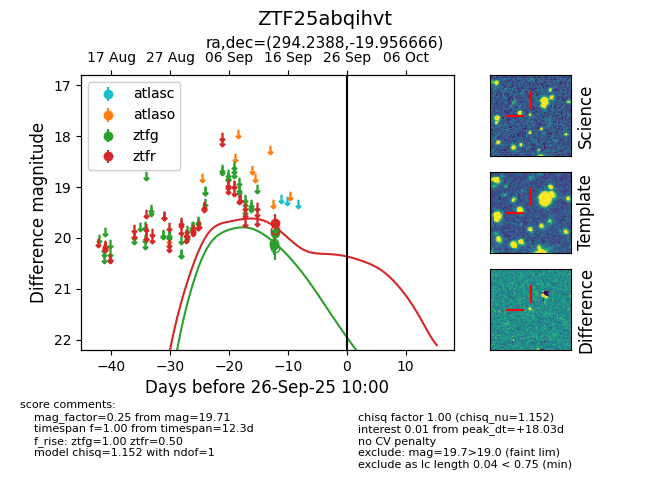 ZTF25abqihvt
ra,dec=(294.2388,-19.956666)
17 Aug 27 Aug 06 Sep 16 Sep 26 Sep 06 Oct
17
18
19
20
21
22
Difference magnitude
atlasc
atlaso
ztfg
ztfr
−40 −30 −20 −10 0 10
Days before 26-Sep-25 10:00
Science
Template
Difference
score comments:
mag_factor=0.25 from mag=19.71
timespan f=1.00 from timespan=12.3d
f_rise: ztfg=1.00 ztfr=0.50
model chisq=1.152 with ndof=1
chisq factor 1.00 (chisq_nu=1.152)
interest 0.01 from peak_dt=+18.03d
no CV penalty
exclude: mag=19.7>19.0 (faint lim)
exclude as lc length 0.04 < 0.75 (min)